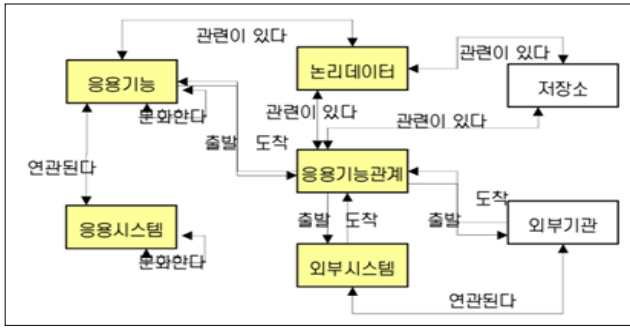 관련이 있다
관련이 있다
응용기능
논리데이터
저장소
분화한다
관련이 있다
관련이 있다
출발 도착
연관된다
응용기능관계
도착
출발 도착
출발
응용시스템
외부기관
외부시스템
분화한다
연관된다